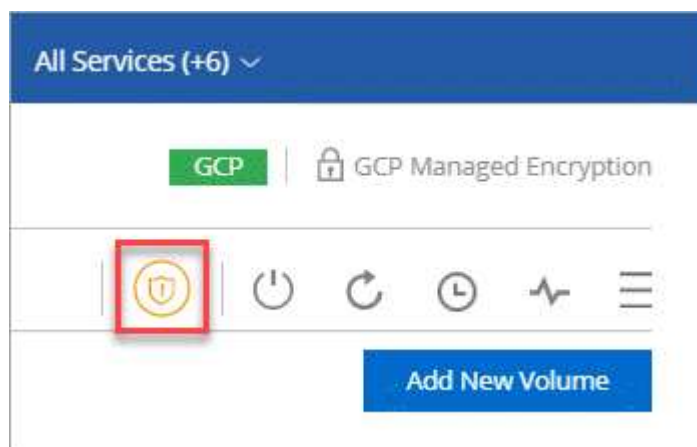 All Services (+6)
GCP
GCP Managed Encryption
Add New Volume